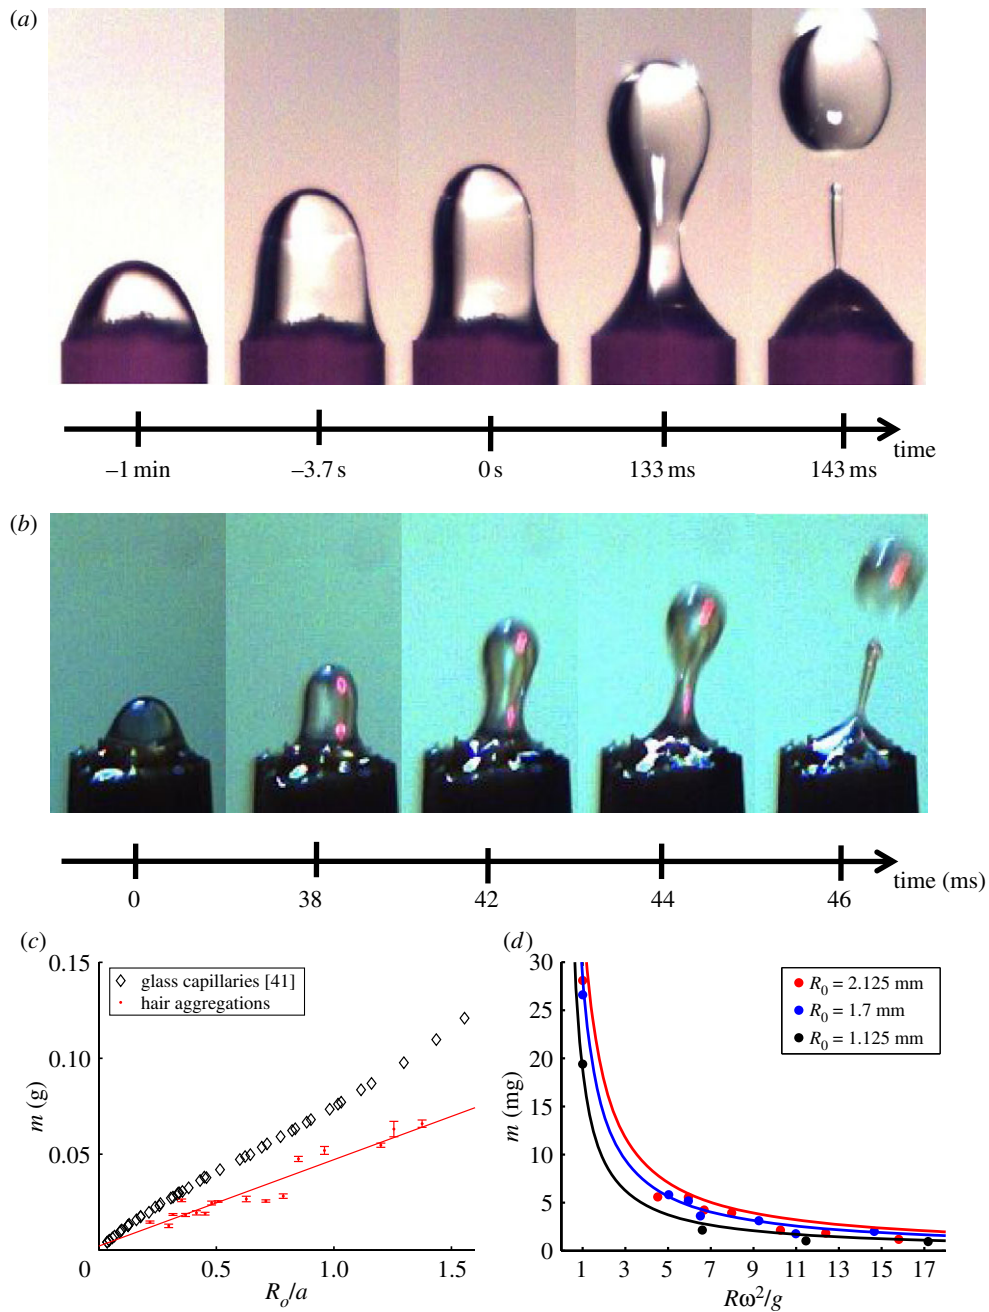 (a)
time
–1 min –3.7 s 0 s 133 ms 143 ms
(b)
time (ms)
0 38 42 44 46
(c)
0.15
0.10
0.05
m (g)
◇ glass capillaries [41]
hair aggregations
0 0.5 1.0 1.5
R_o/a
(d)
30
25
20
15
10
5
0
m (mg)
R_0 = 2.125 mm
R_0 = 1.7 mm
R_0 = 1.125 mm
1 3 5 7 9 11 13 15 17
Rω²/g